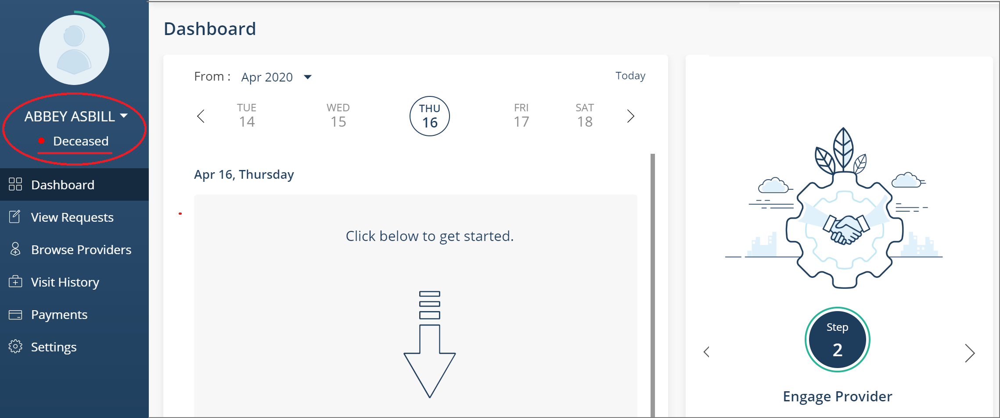 ABBEY ASBILL
Deceased
Dashboard
View Requests
Browse Providers
Visit History
Payments
Settings
Dashboard
From : Apr 2020
Today
TUE WED THU FRI SAT
14 15 16 17 18
Apr 16, Thursday
Click below to get started.
Step
2
Engage Provider